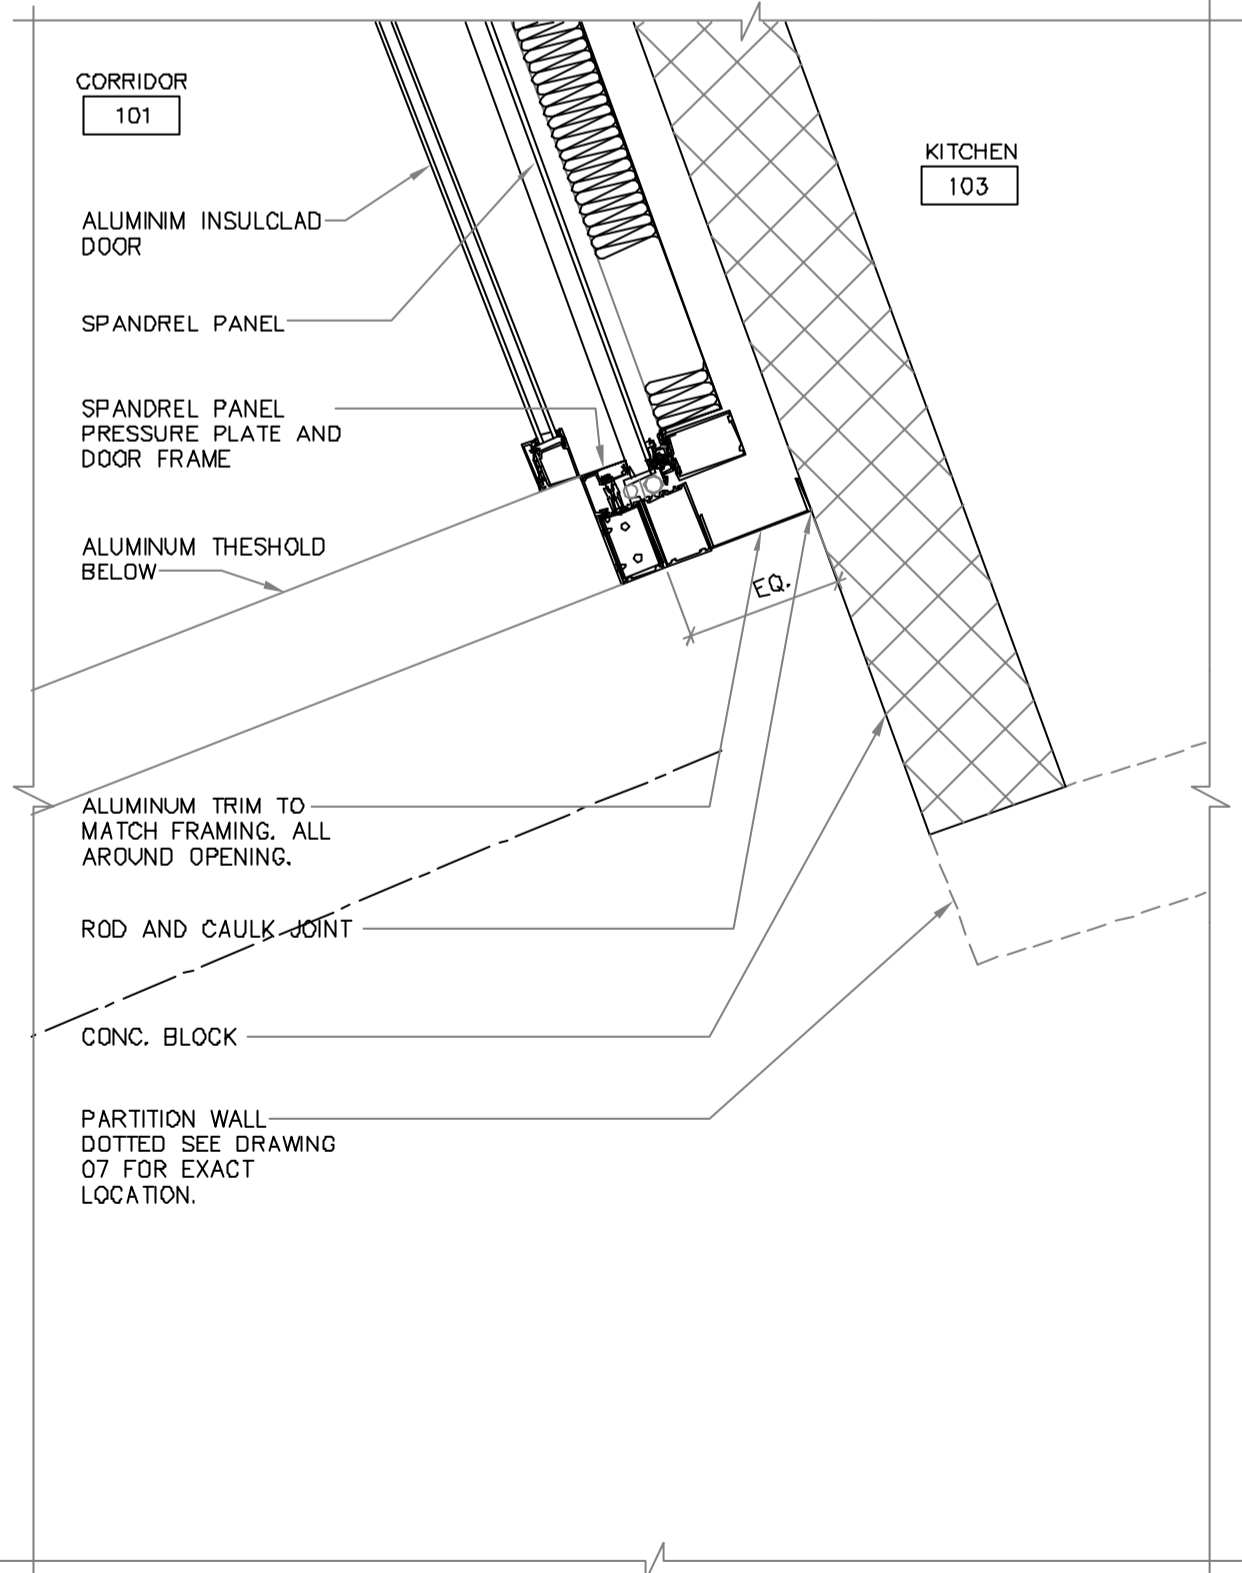 CORRIDOR
101
KITCHEN
103
ALUMINIM INSULCLAD
DOOR
SPANDREL PANEL
SPANDREL PANEL
PRESSURE PLATE AND
DOOR FRAME
ALUMINUM THESHOLD
BELOW
EQ.
ALUMINUM TRIM TO
MATCH FRAMING. ALL
AROUND OPENING.
ROD AND CAULK JOINT
CONC. BLOCK
PARTITION WALL
DOTTED SEE DRAWING
07 FOR EXACT
LOCATION.